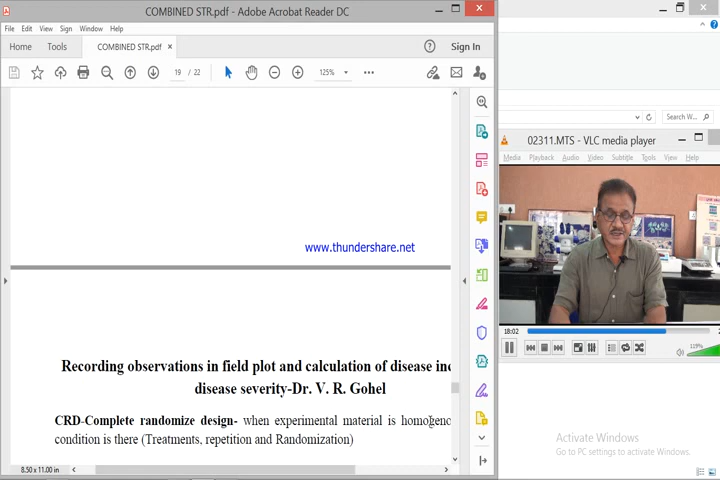 COMBINED STR.pdf - Adobe Acrobat Reader DC
File Edit View Sign Window Help
Home Tools COMBINED STR.pdf × Sign In
19 / 22 125%
www.thundershare.net
Recording observations in field plot and calculation of disease inc
disease severity-Dr. V. R. Gohel
CRD-Complete randomize design- when experimental material is homogenc
condition is there (Treatments, repetition and Randomization)
8.50 x 11.00 in
Search W...
02311.MTS - VLC media player
Media Playback Audio Video Subtitle Tools View Help
18:02
119%
Activate Windows
Go to PC settings to activate Windows.